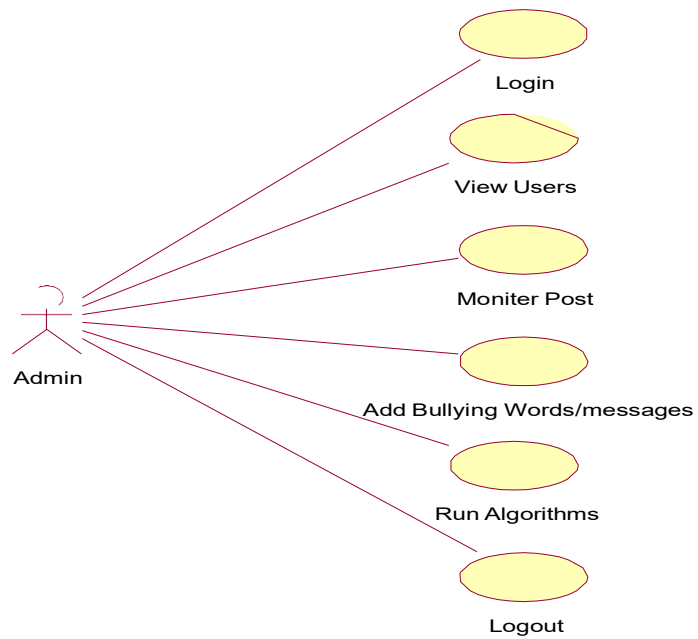 Login
View Users
Moniter Post
Admin
Add Bullying Words/messages
Run Algorithms
Logout